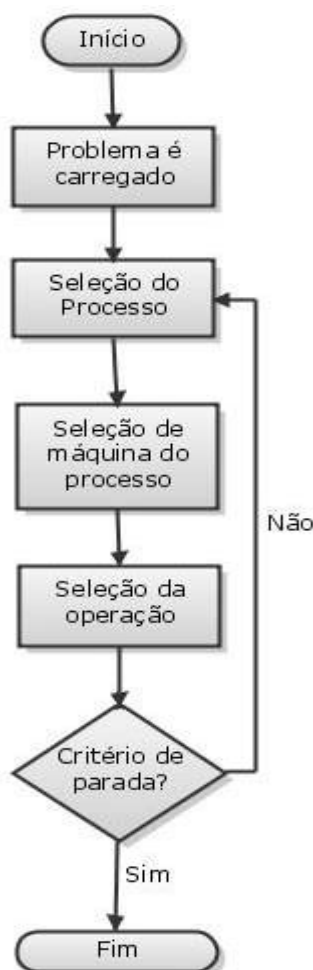 Início
Problema é
carregado
Seleção do
Processo
Seleção de
máquina do
processo
Não
Seleção da
operação
Critério de
parada?
Sim
Fim